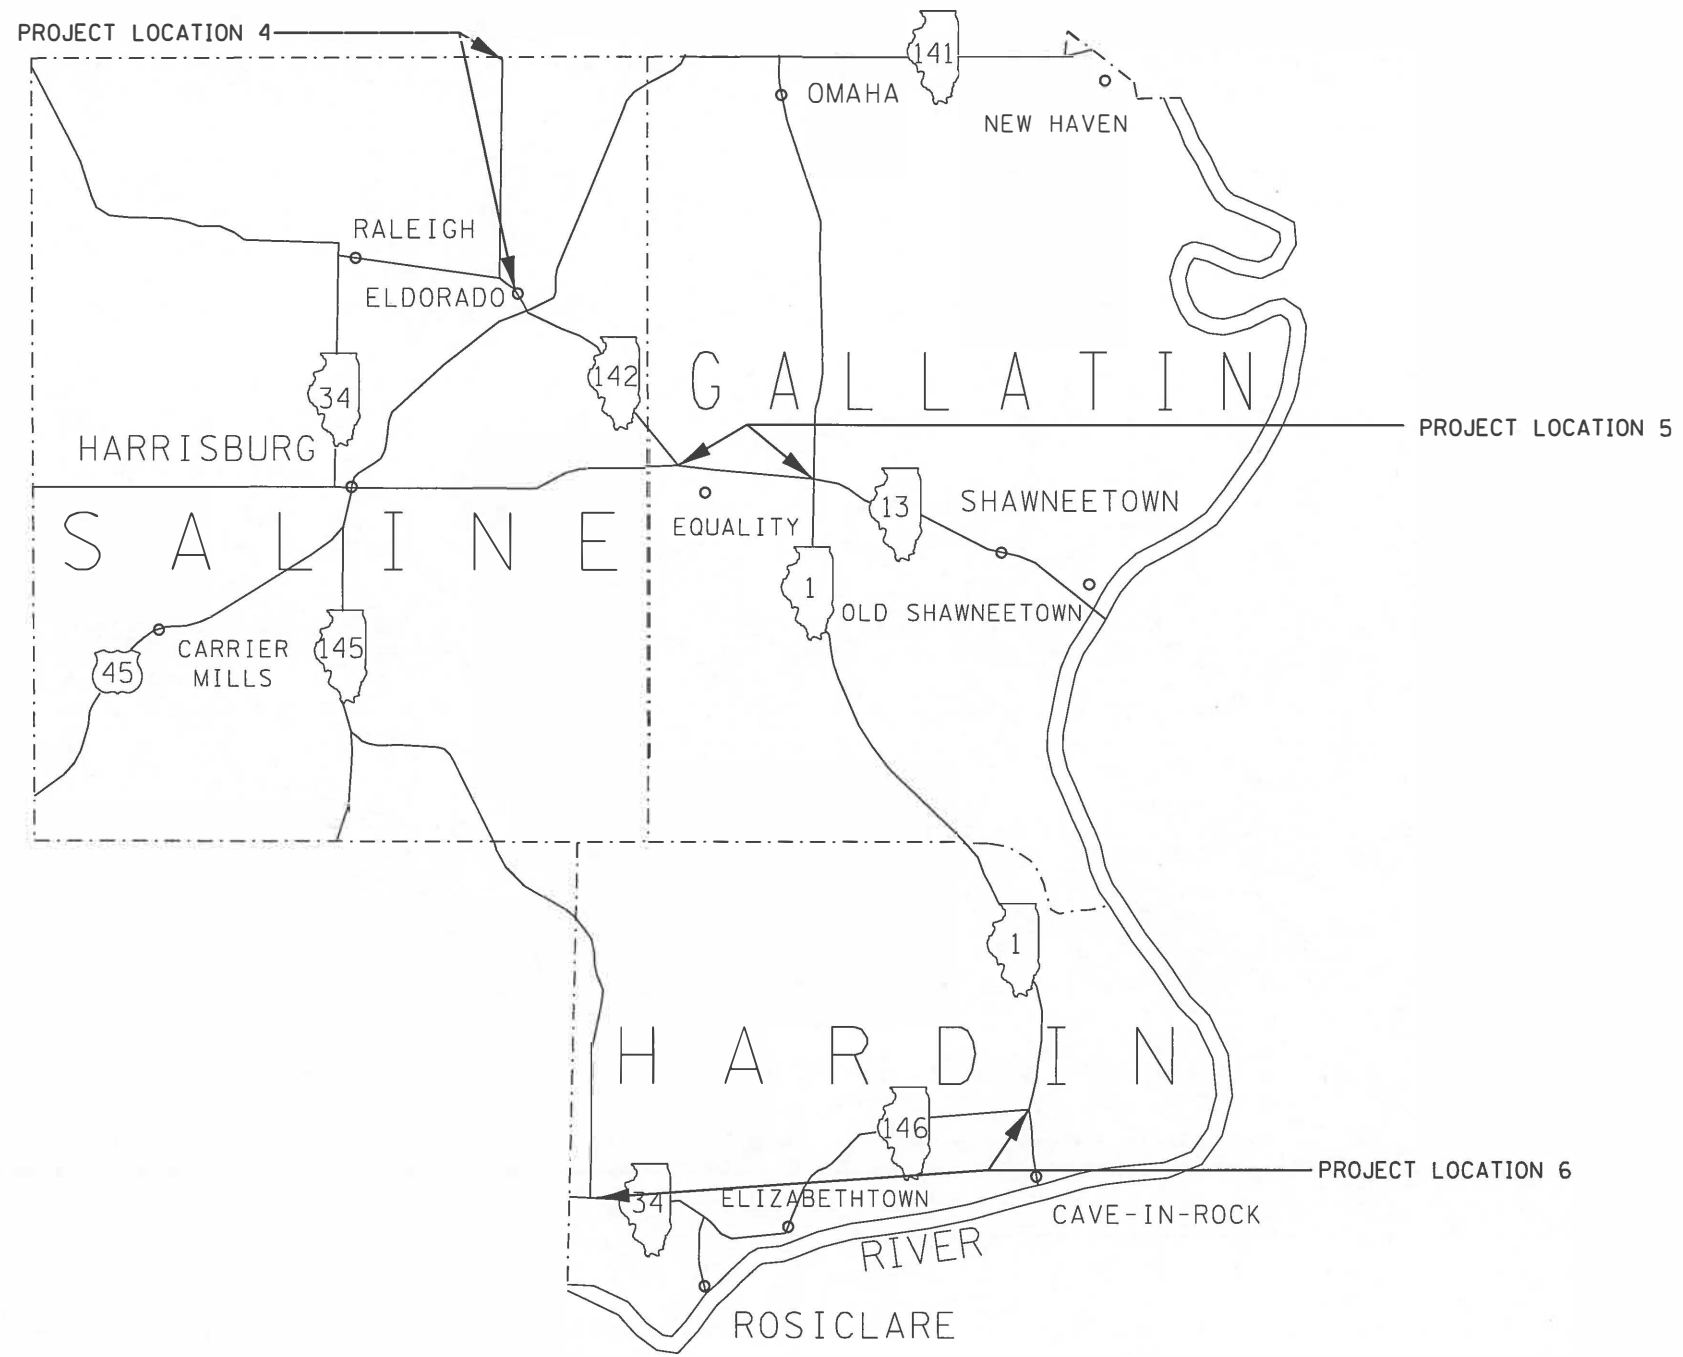 PROJECT LOCATION 4
141
OMAHA
NEW HAVEN
RALEIGH
ELDORADO
142
GALLATIN
34
PROJECT LOCATION 5
HARRISBURG
13
SHAWNEETOWN
SALINE
EQUALITY
1
OLD SHAWNEETOWN
45
CARRIER
MILLS
145
1
HARDIN
146
PROJECT LOCATION 6
34
ELIZABETHTOWN
CAVE-IN-ROCK
RIVER
ROSICLARE